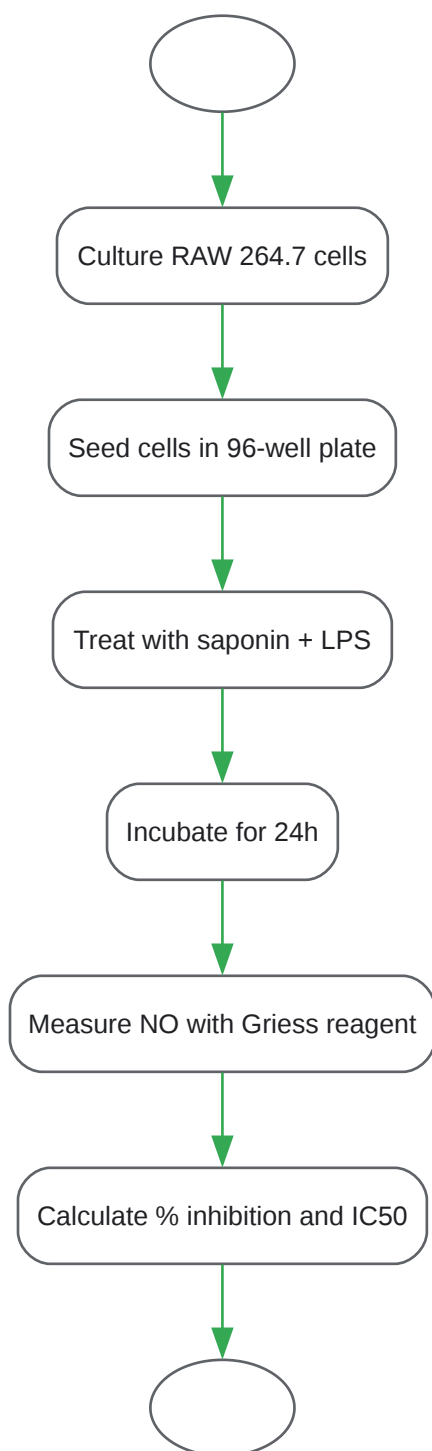 Culture RAW 264.7 cells
Seed cells in 96-well plate
Treat with saponin + LPS
Incubate for 24h
Measure NO with Griess reagent
Calculate % inhibition and IC50